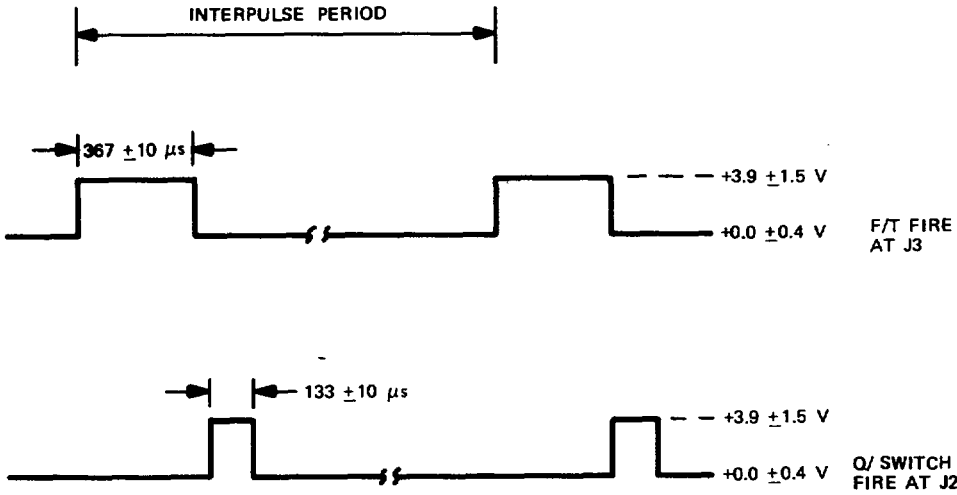 INTERPULSE PERIOD
367 ±10 µs
+3.9 ±1.5 V
+0.0 ±0.4 V
F/T FIRE
AT J3
133 ±10 µs
+3.9 ±1.5 V
+0.0 ±0.4 V
Q/ SWITCH
FIRE AT J2